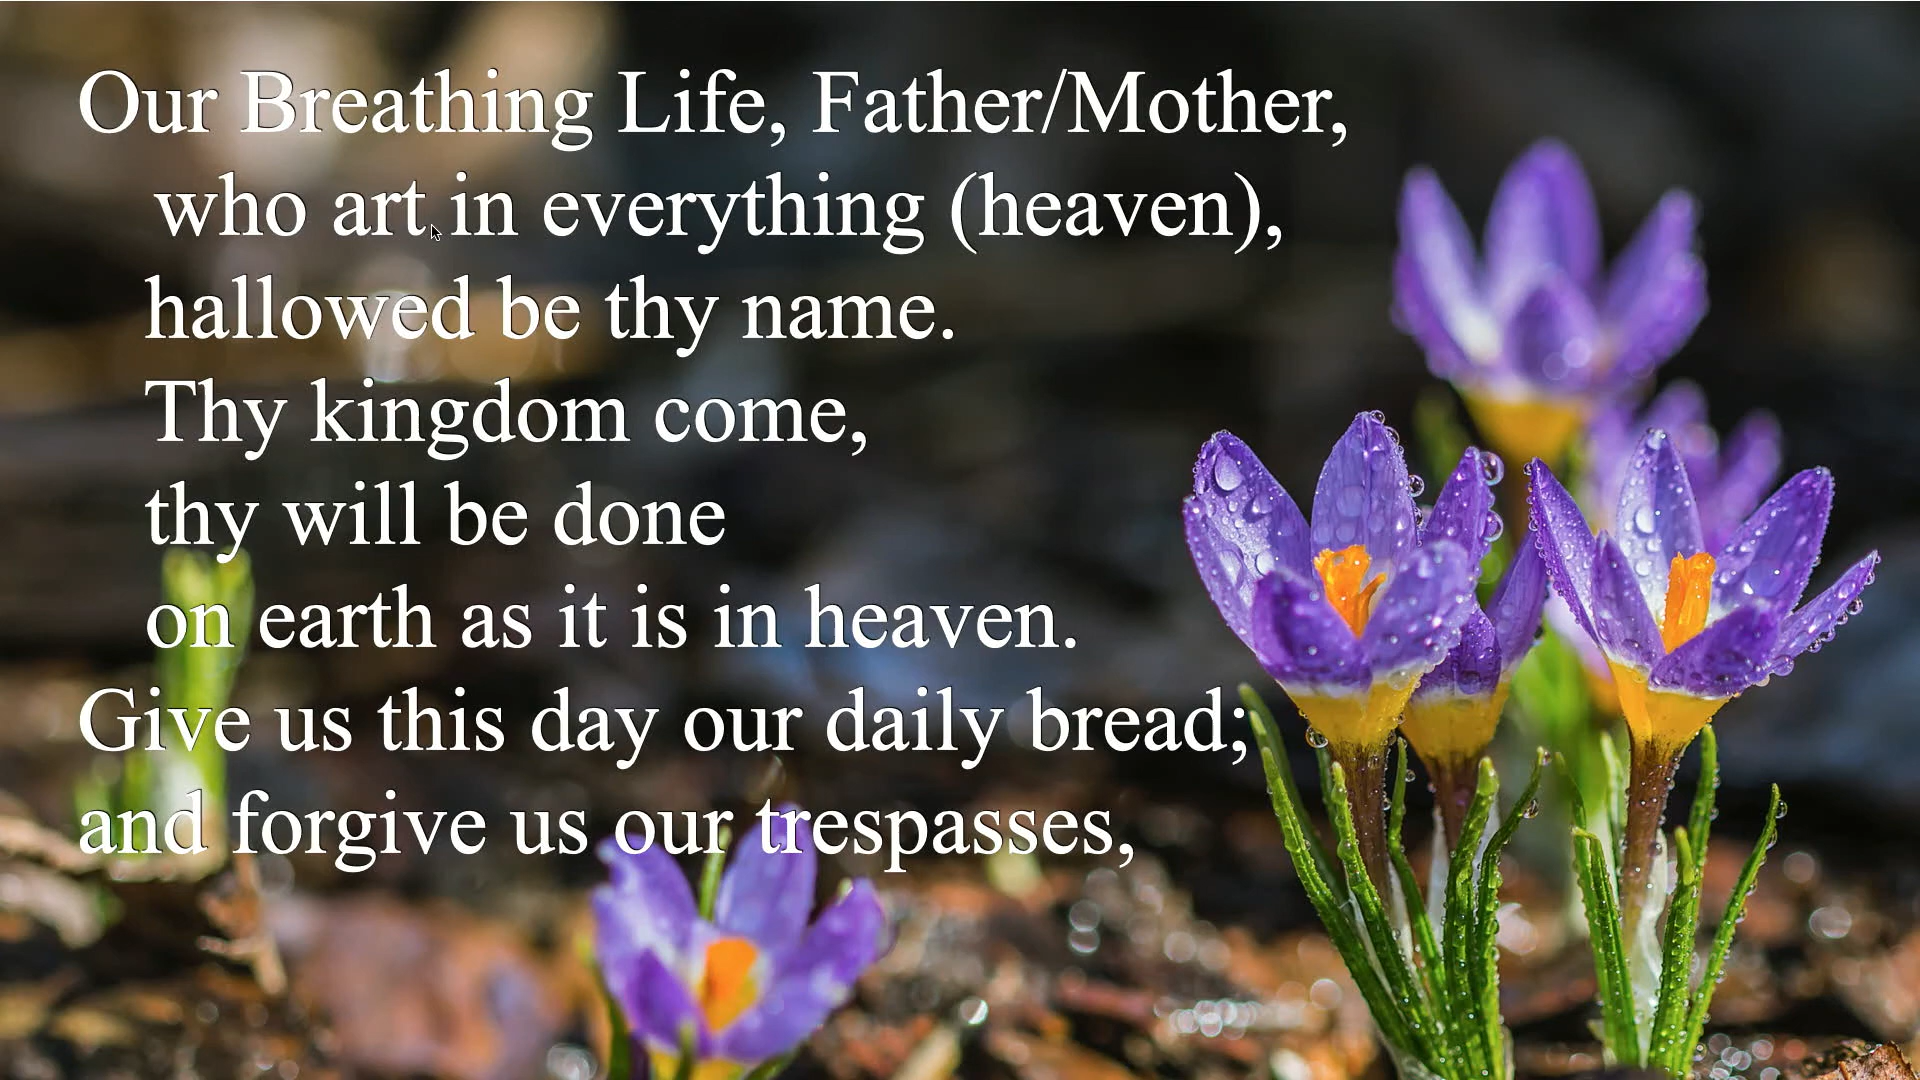 Our Breathing Life, Father/Mother,
who art in everything (heaven),
hallowed be thy name.
Thy kingdom come,
thy will be done
on earth as it is in heaven.
Give us this day our daily bread;
and forgive us our trespasses,